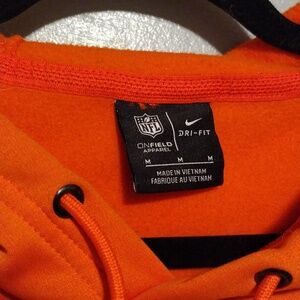 NFL
ONFIELD
APPAREL
DRI-FIT
M M M
MADE IN VIETNAM
FABRIQUE AU VIETNAM